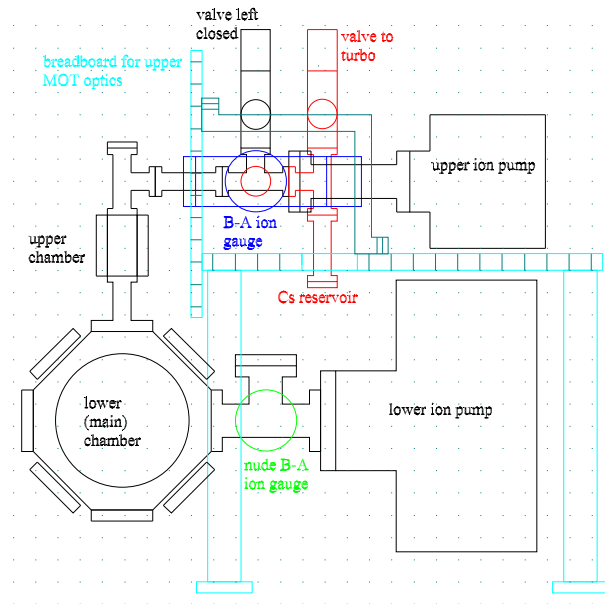 valve left
closed
valve to
turbo
breadboard for upper
MOT optics
upper ion pump
B-A ion
gauge
upper
chamber
Cs reservoir
lower
(main)
chamber
lower ion pump
nude B-A
ion gauge